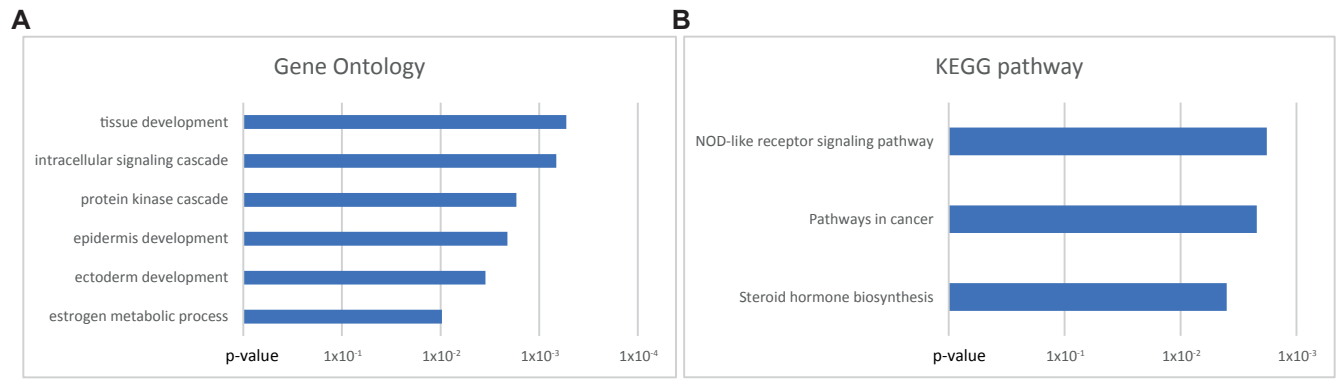 A
Gene Ontology
tissue development
intracellular signaling cascade
protein kinase cascade
epidermis development
ectoderm development
estrogen metabolic process
p-value 1x10⁻¹ 1x10⁻² 1x10⁻³ 1x10⁻⁴
B
KEGG pathway
NOD-like receptor signaling pathway
Pathways in cancer
Steroid hormone biosynthesis
p-value 1x10⁻¹ 1x10⁻² 1x10⁻³